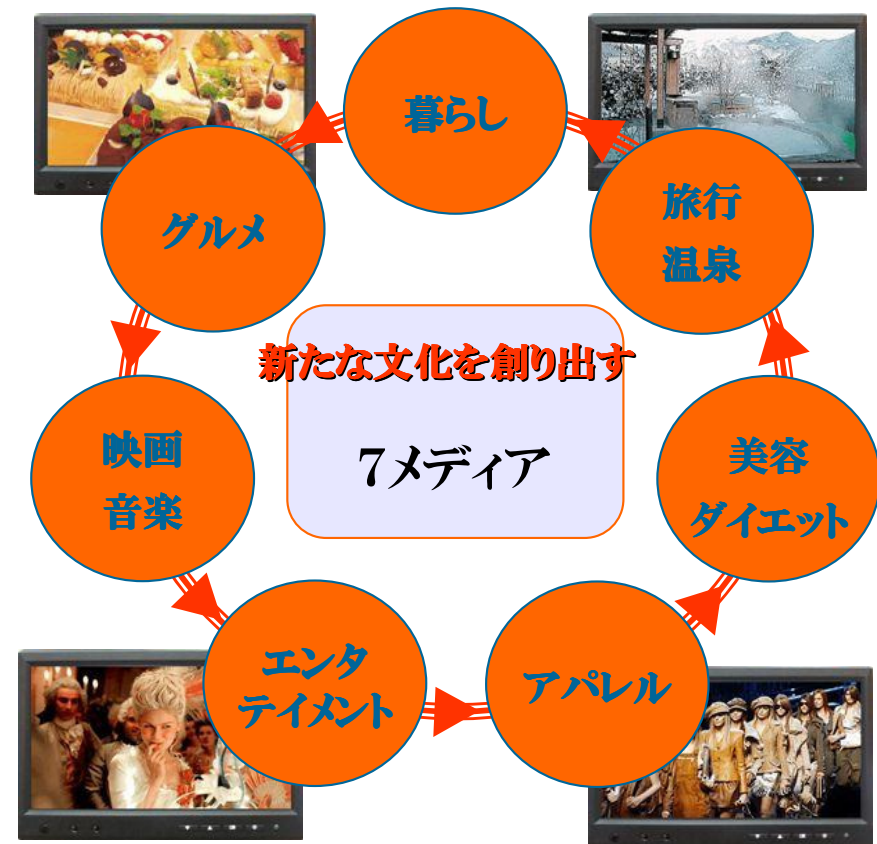 暮らし
グルメ
旅行
温泉
新たな文化を創り出す
7メディア
映画
音楽
美容
ダイエット
エンタ
テイメント
アパレル